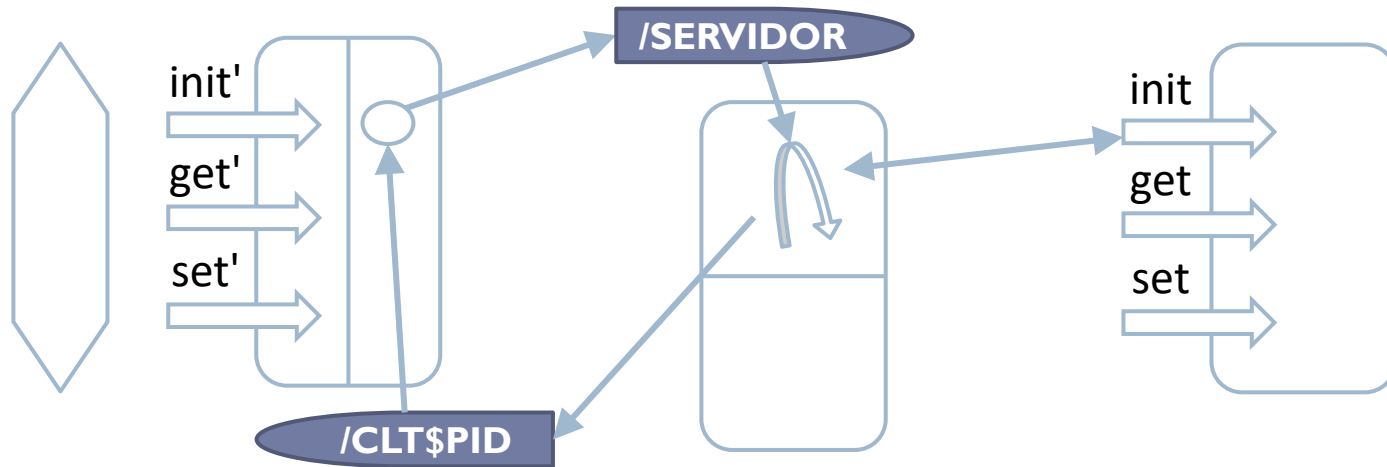 /SERVIDOR
init'
get'
set'
init
get
set
/CLT$PID